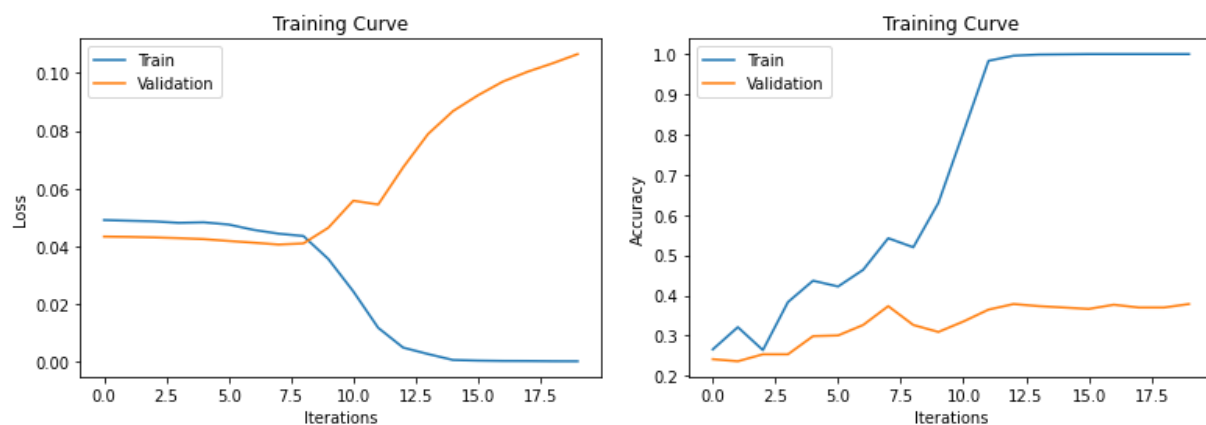 Training Curve
Train
Validation
0.10
0.08
0.06
0.04
0.02
0.00
Loss
0.0 2.5 5.0 7.5 10.0 12.5 15.0 17.5
Iterations
Training Curve
Train
Validation
1.0
0.9
0.8
0.7
0.6
0.5
0.4
0.3
0.2
Accuracy
0.0 2.5 5.0 7.5 10.0 12.5 15.0 17.5
Iterations